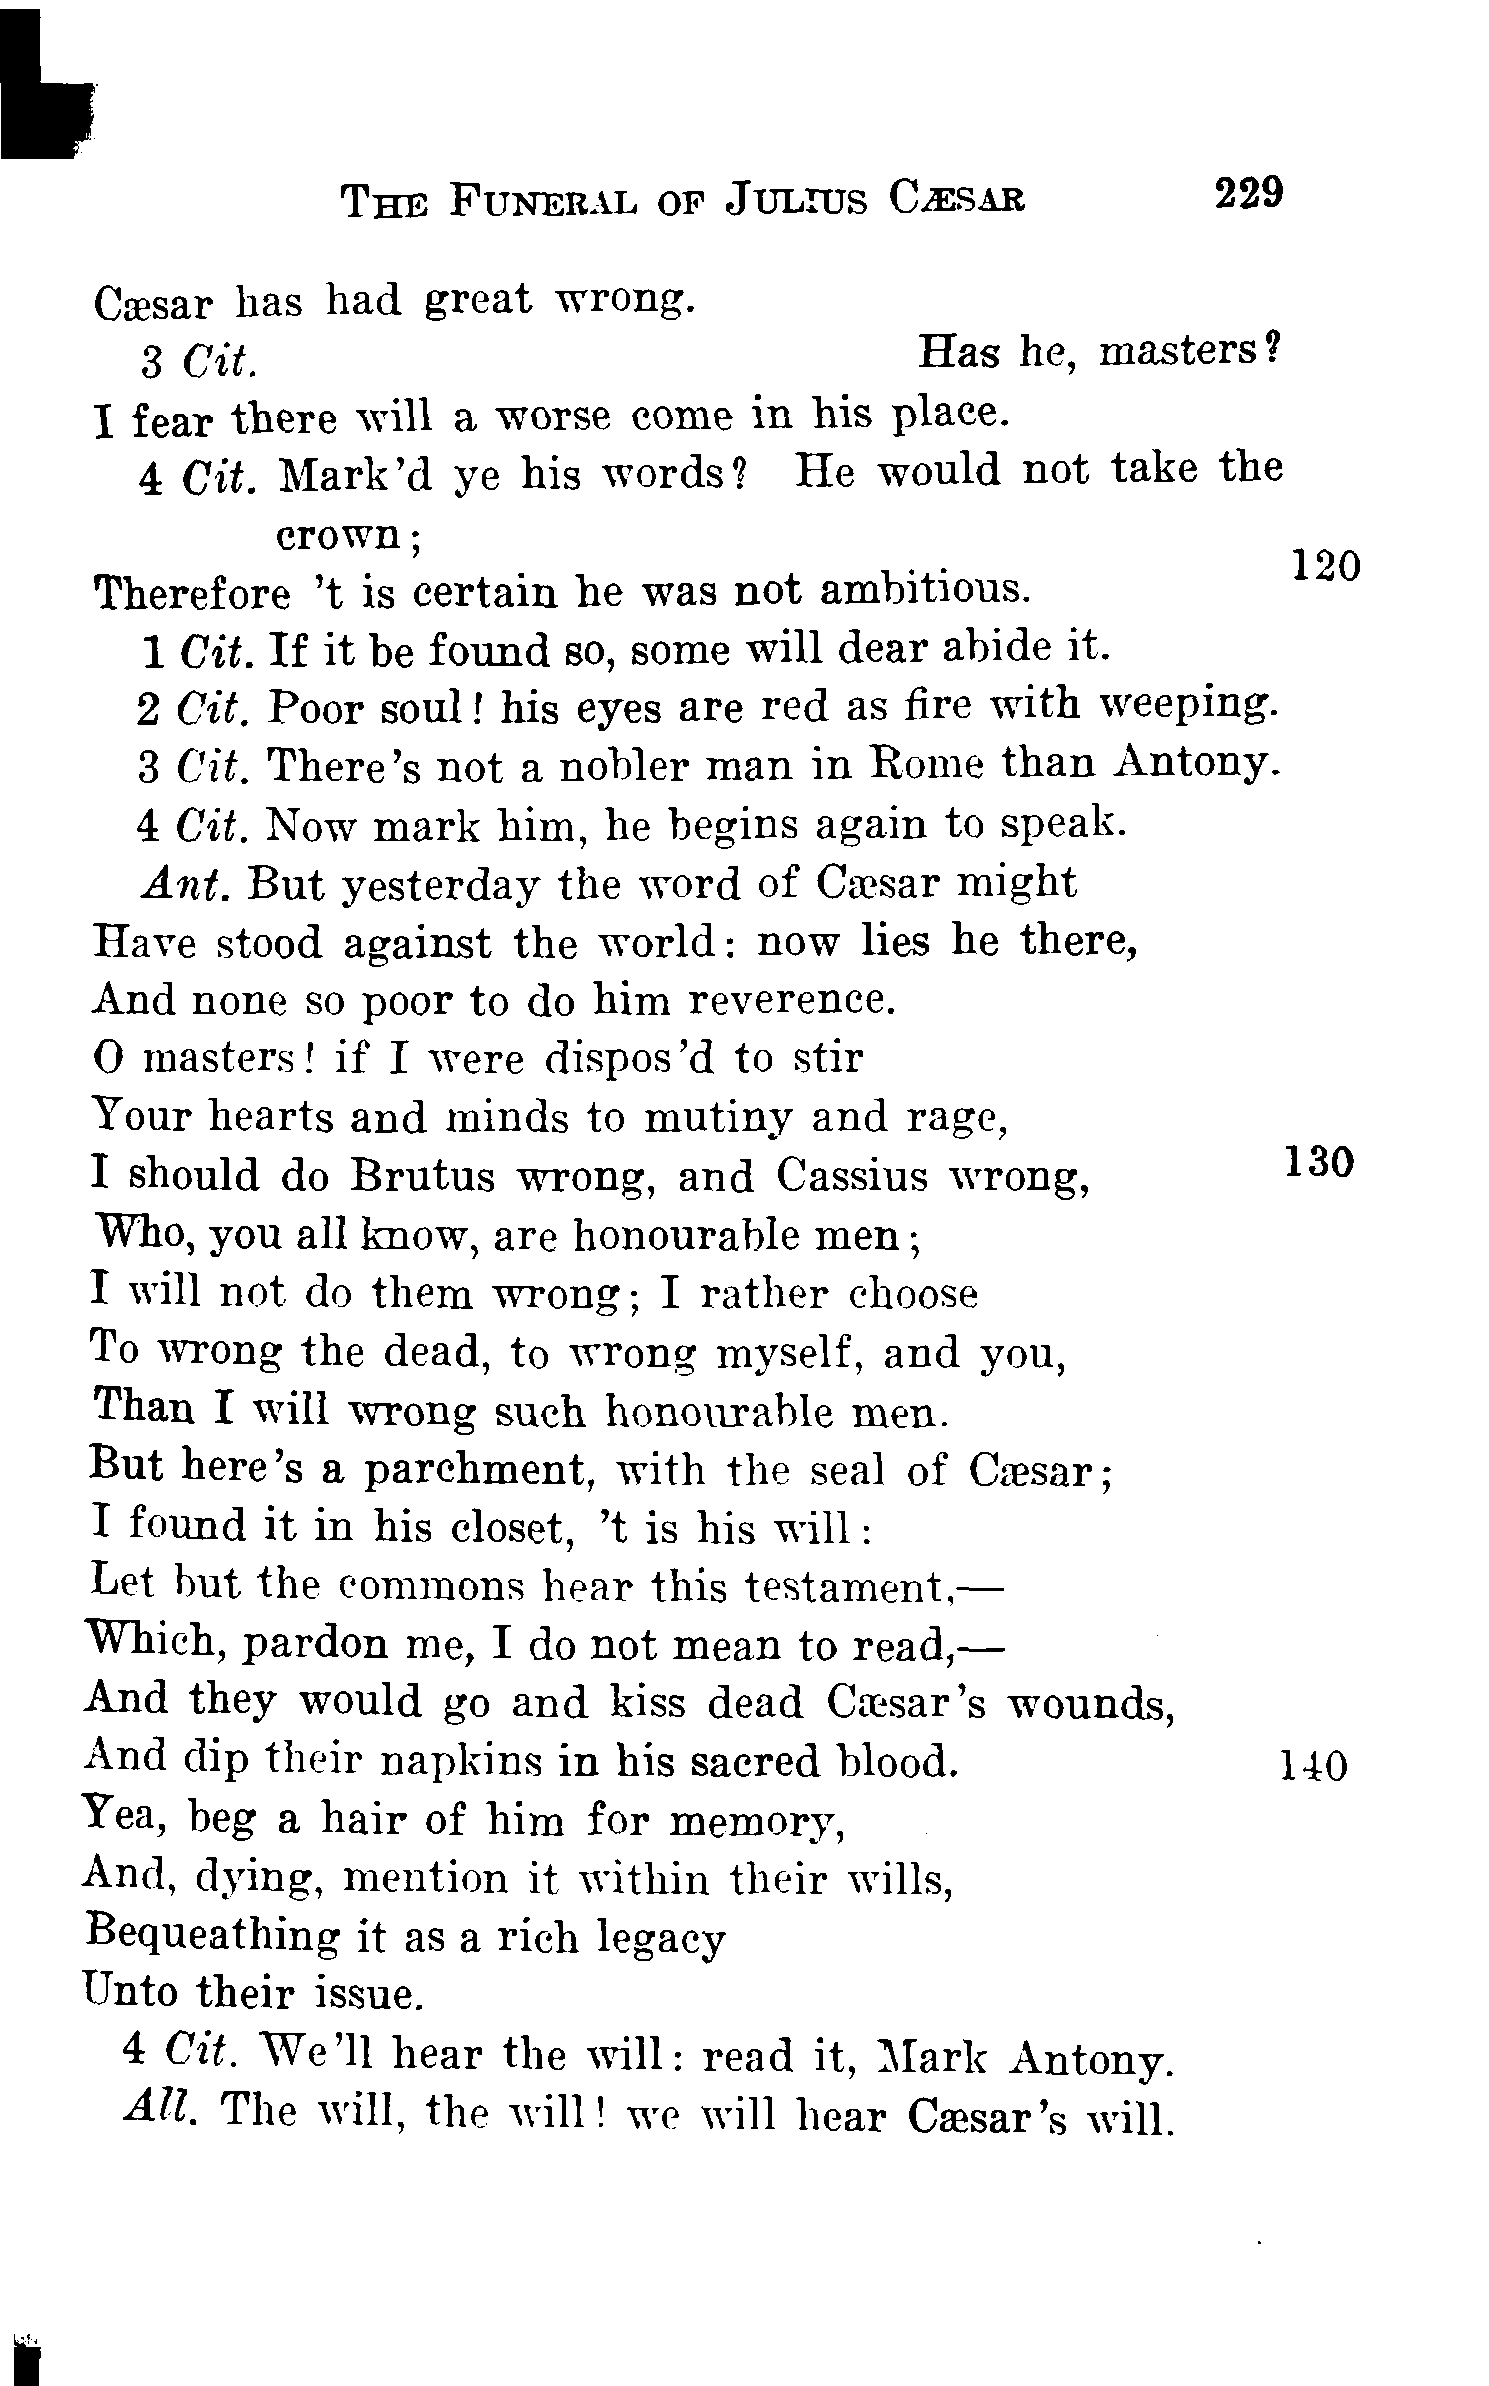 THE FUNERAL OF JULIUS CÆSAR 229
Cæsar has had great wrong.
3 Cit. Has he, masters?
I fear there will a worse come in his place.
4 Cit. Mark'd ye his words? He would not take the
crown;
Therefore 't is certain he was not ambitious. 120
1 Cit. If it be found so, some will dear abide it.
2 Cit. Poor soul! his eyes are red as fire with weeping.
3 Cit. There's not a nobler man in Rome than Antony.
4 Cit. Now mark him, he begins again to speak.
Ant. But yesterday the word of Cæsar might
Have stood against the world: now lies he there,
And none so poor to do him reverence.
O masters! if I were dispos'd to stir
Your hearts and minds to mutiny and rage,
I should do Brutus wrong, and Cassius wrong, 130
Who, you all know, are honourable men;
I will not do them wrong; I rather choose
To wrong the dead, to wrong myself, and you,
Than I will wrong such honourable men.
But here's a parchment, with the seal of Cæsar;
I found it in his closet, 't is his will:
Let but the commons hear this testament,—
Which, pardon me, I do not mean to read,—
And they would go and kiss dead Cæsar's wounds,
And dip their napkins in his sacred blood. 140
Yea, beg a hair of him for memory,
And, dying, mention it within their wills,
Bequeathing it as a rich legacy
Unto their issue.
4 Cit. We'll hear the will: read it, Mark Antony.
All. The will, the will! we will hear Cæsar's will.